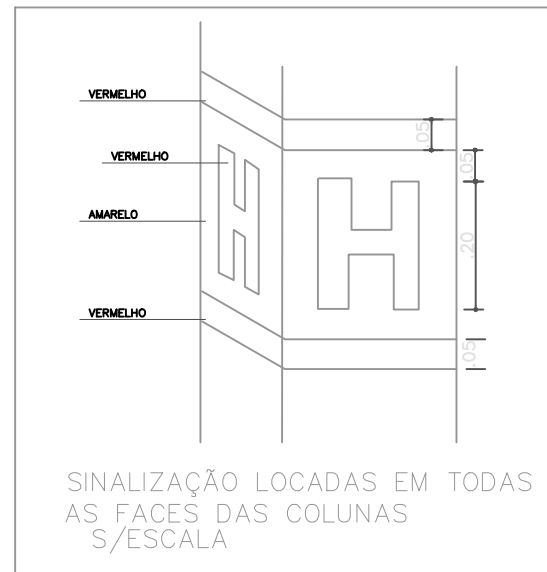 VERMELHO
.05
VERMELHO
.05
H
H
AMARELO
.20
VERMELHO
.05
SINALIZAÇÃO LOCADAS EM TODAS
AS FACES DAS COLUNAS
S/ESCALA